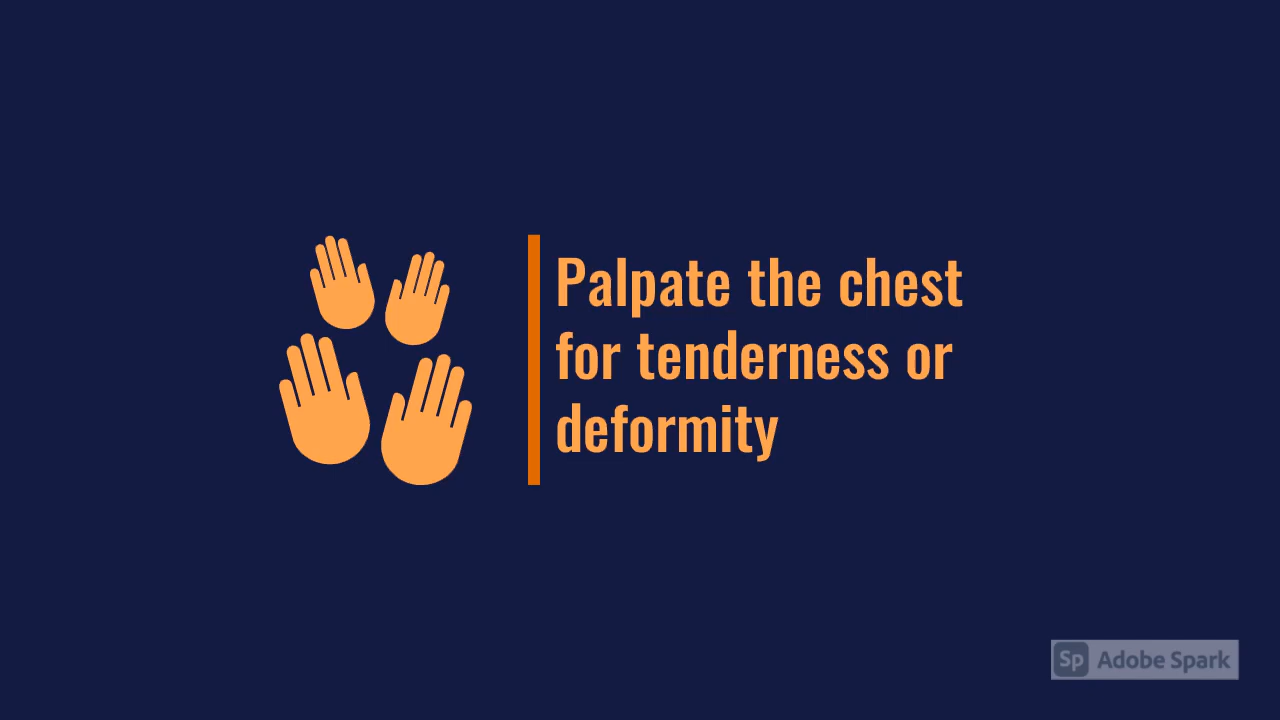 Palpate the chest
for tenderness or
deformity
Sp Adobe Spark